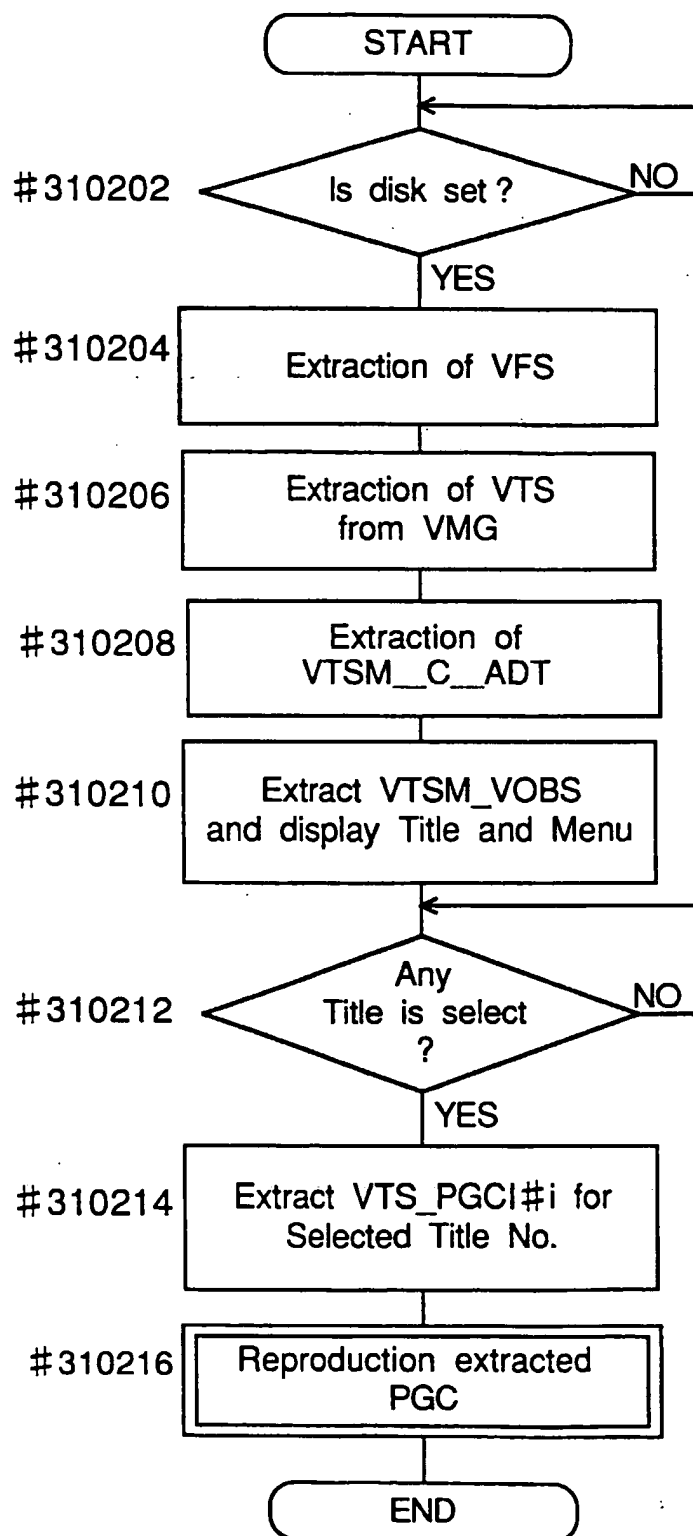 START
#310202
Is disk set ?
NO
YES
#310204
Extraction of VFS
#310206
Extraction of VTS
from VMG
#310208
Extraction of
VTSM__C__ADT
#310210
Extract VTSM_VOBS
and display Title and Menu
#310212
Any
Title is select
?
NO
YES
#310214
Extract VTS_PGCI#i for
Selected Title No.
#310216
Reproduction extracted
PGC
END